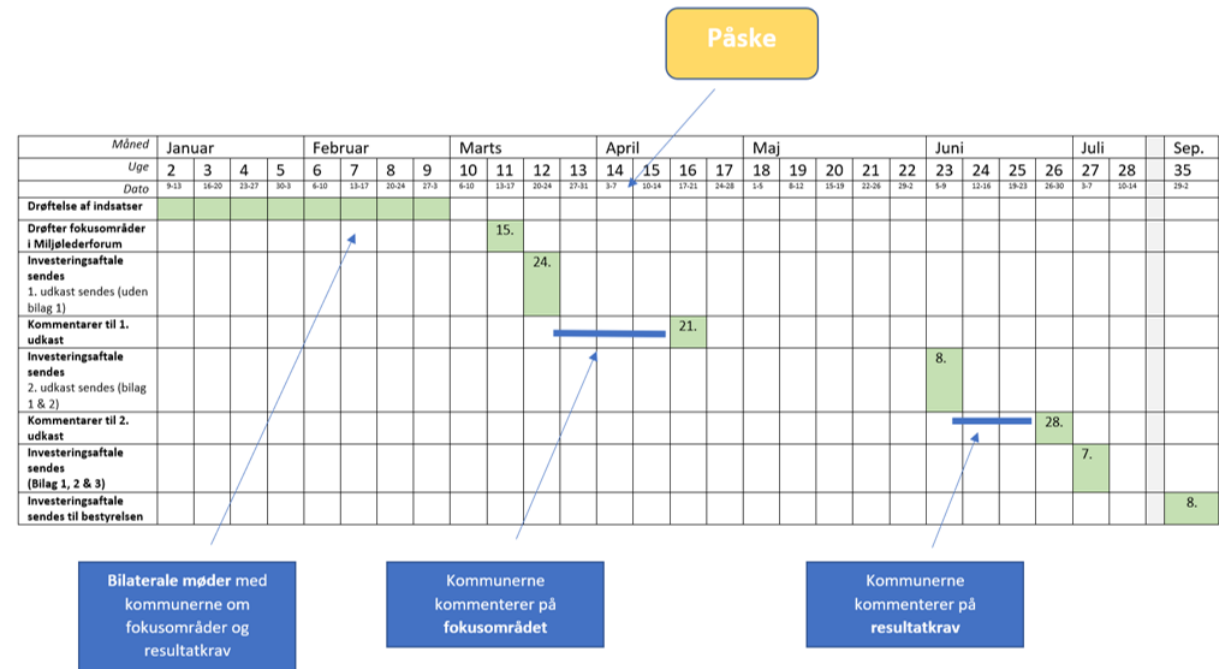 Påske
Måned Januar Februar Marts April Maj Juni Juli Sep.
Uge 2 3 4 5 6 7 8 9 10 11 12 13 14 15 16 17 18 19 20 21 22 23 24 25 26 27 28 35
Dato 9-13 16-20 23-27 30-3 6-10 13-17 20-24 27-3 6-10 13-17 20-24 27-31 3-7 10-14 17-21 24-28 1-5 8-12 15-19 22-26 29-2 5-9 12-16 19-23 26-30 3-7 10-14 29-2
Drøftelse af indsatser
Drøfter fokusområder
i Miljølederforum 15.
Investeringsaftale 24.
sendes
1. udkast sendes (uden
bilag 1)
Kommentarer til 1. 21.
udkast
Investeringsaftale 8.
sendes
2. udkast sendes (bilag
1 & 2)
Kommentarer til 2. 28.
udkast
Investeringsaftale 7.
sendes
(Bilag 1, 2 & 3)
Investeringsaftale 8.
sendes til bestyrelsen
Bilaterale møder med
kommunerne om
fokusområder og
resultatkrav
Kommunerne
kommenterer på
fokusområdet
Kommunerne
kommenterer på
resultatkrav